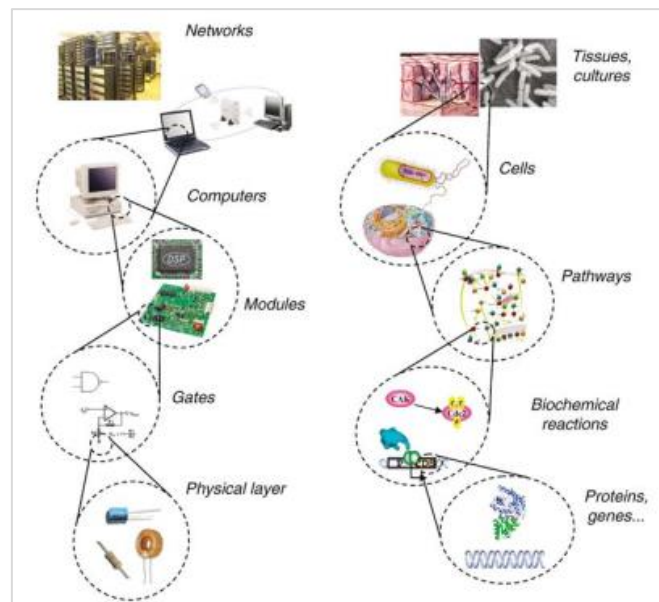 Networks
Computers
Modules
DSP
Gates
Physical layer
Tissues,
cultures
Cells
Pathways
Biochemical
reactions
CAK
Proteins,
genes...